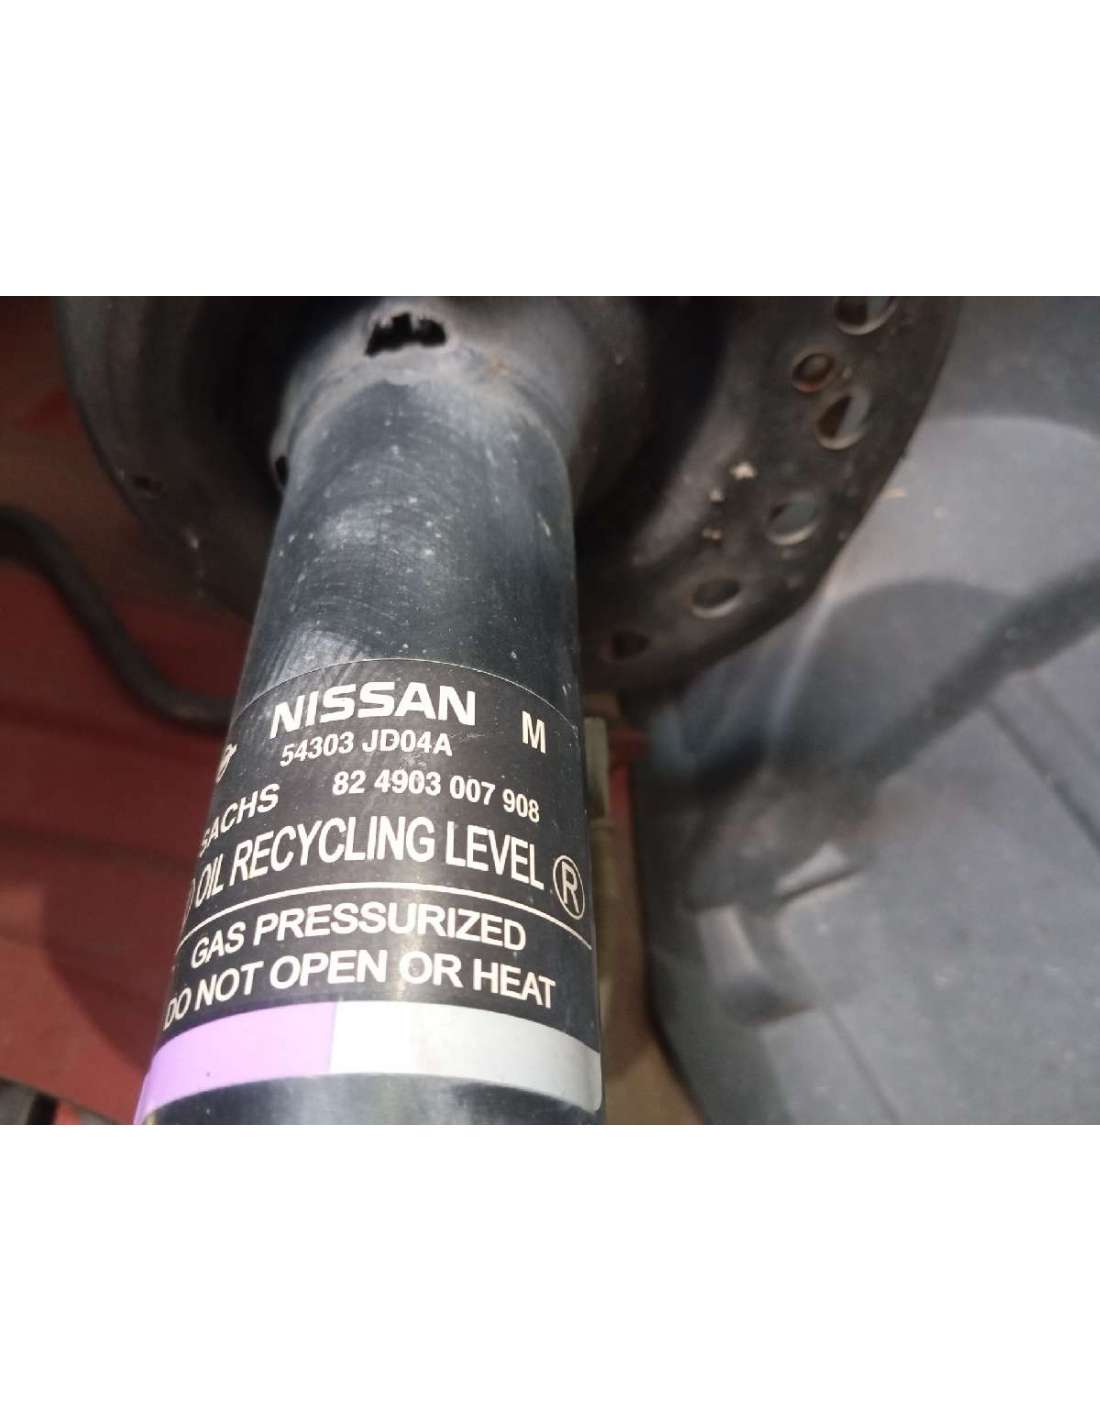 NISSAN M
54303 JD04A
82 4903 007 908
SACHS
OIL RECYCLING LEVEL ®
GAS PRESSURIZED
DO NOT OPEN OR HEAT